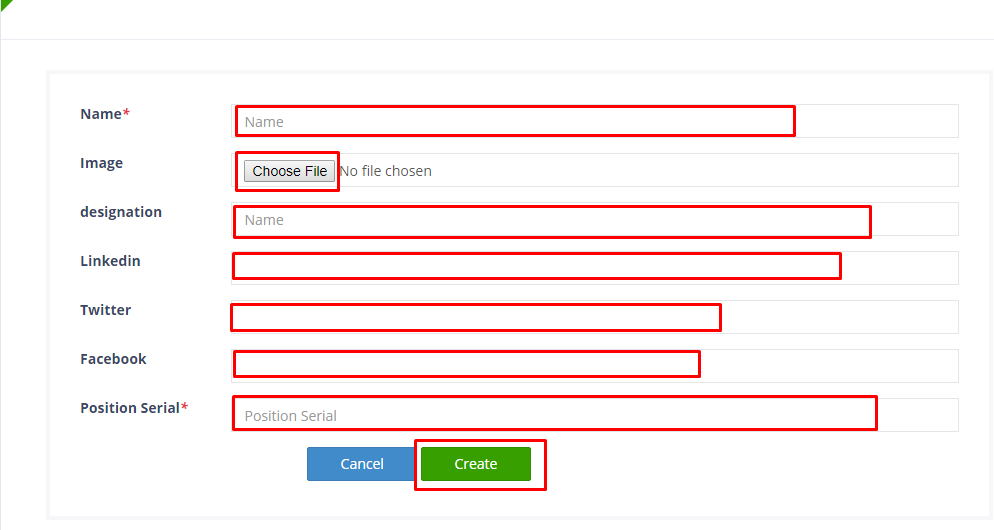 Name*
Name
Image
Choose File No file chosen
designation
Name
Linkedin
Twitter
Facebook
Position Serial*
Position Serial
Cancel
Create